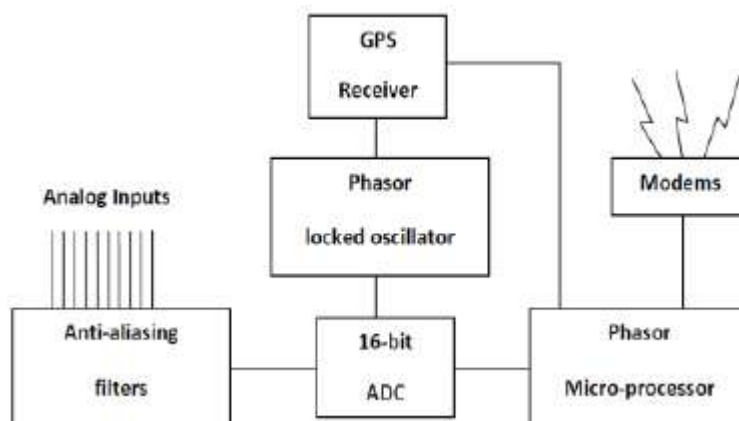 GPS
Receiver
Phasor
locked oscillator
Modems
Analog Inputs
Anti-aliasing
filters
16-bit
ADC
Phasor
Micro-processor